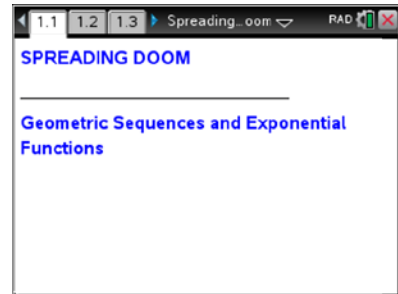 1.1 1.2 1.3 Spreading…oom RAD
SPREADING DOOM
Geometric Sequences and Exponential
Functions